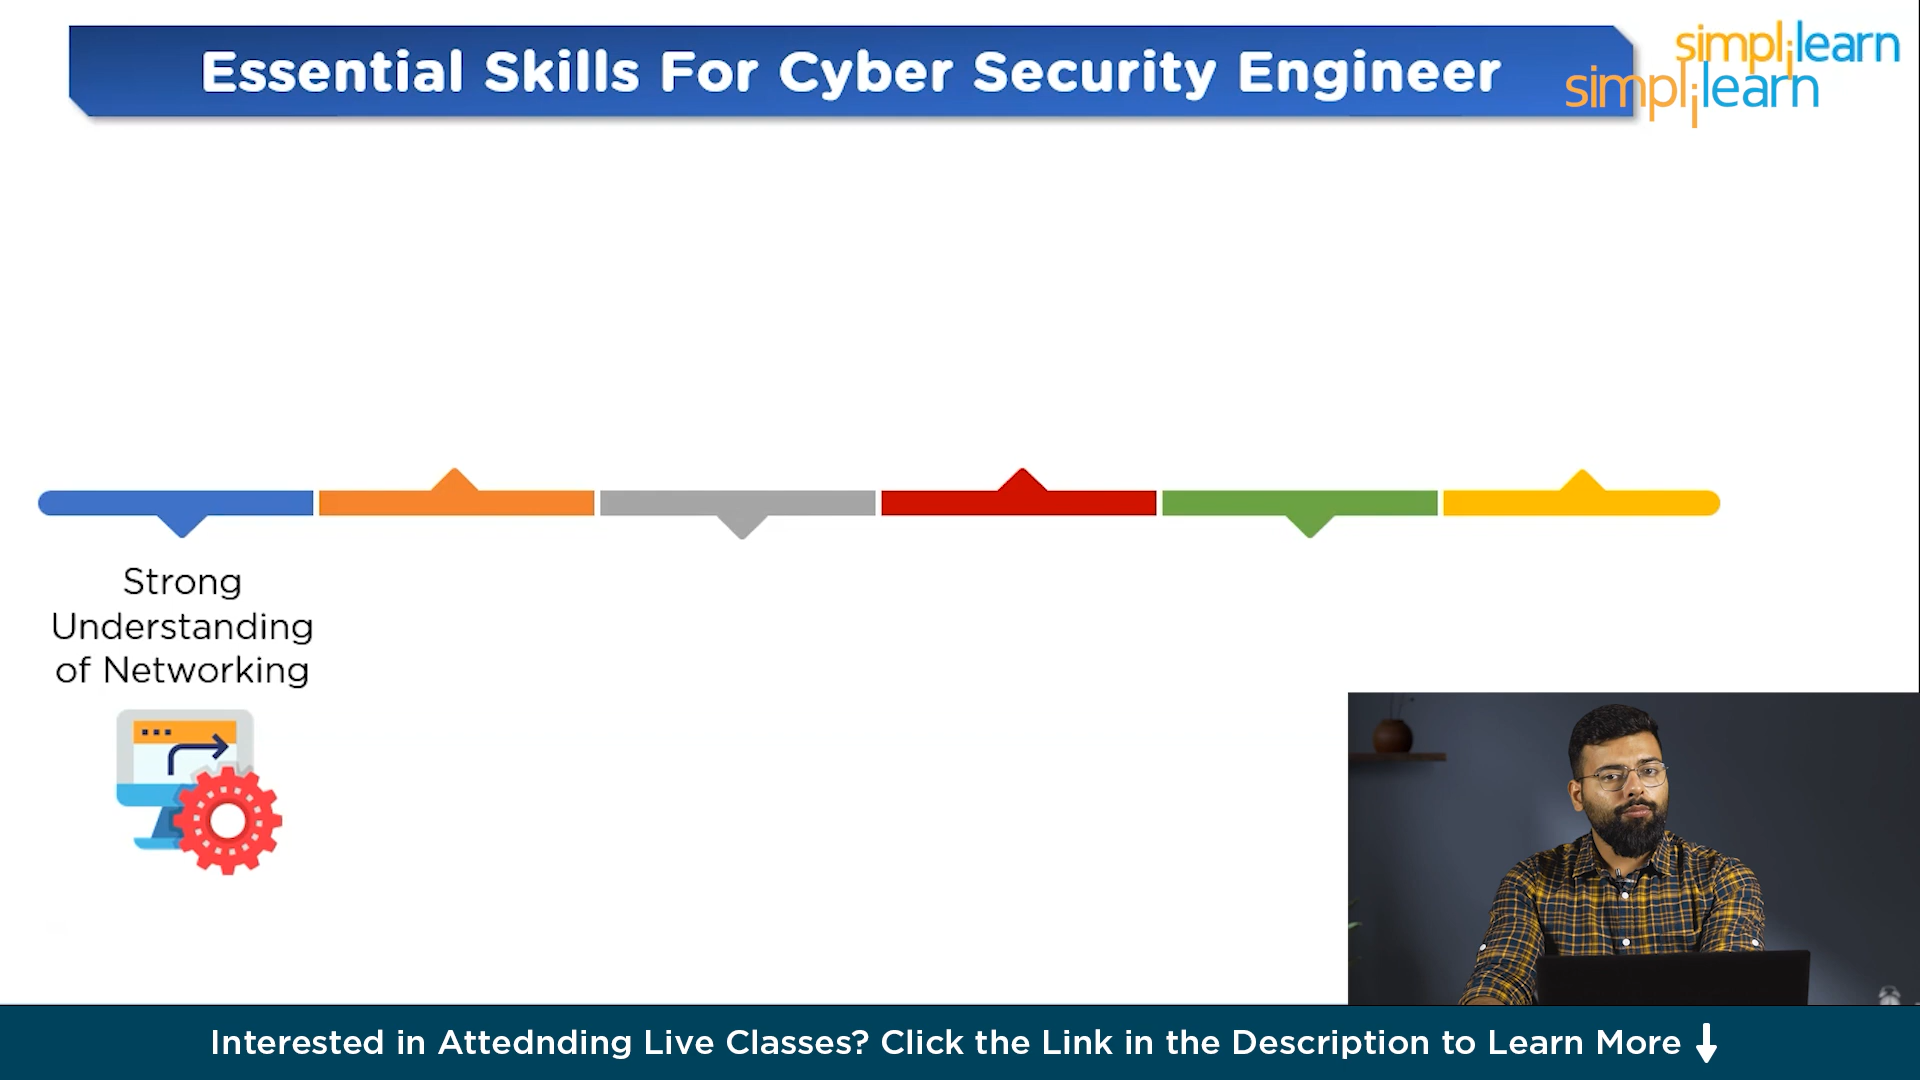 Essential Skills For Cyber Security Engineer
simplilearn
simplilearn
Strong
Understanding
of Networking
Interested in Attednding Live Classes? Click the Link in the Description to Learn More